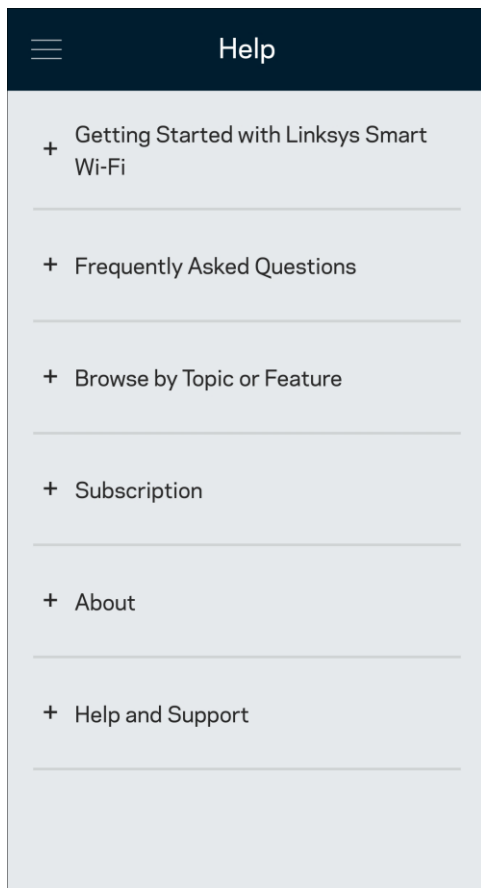 Help
+ Getting Started with Linksys Smart
Wi-Fi
+ Frequently Asked Questions
+ Browse by Topic or Feature
+ Subscription
+ About
+ Help and Support